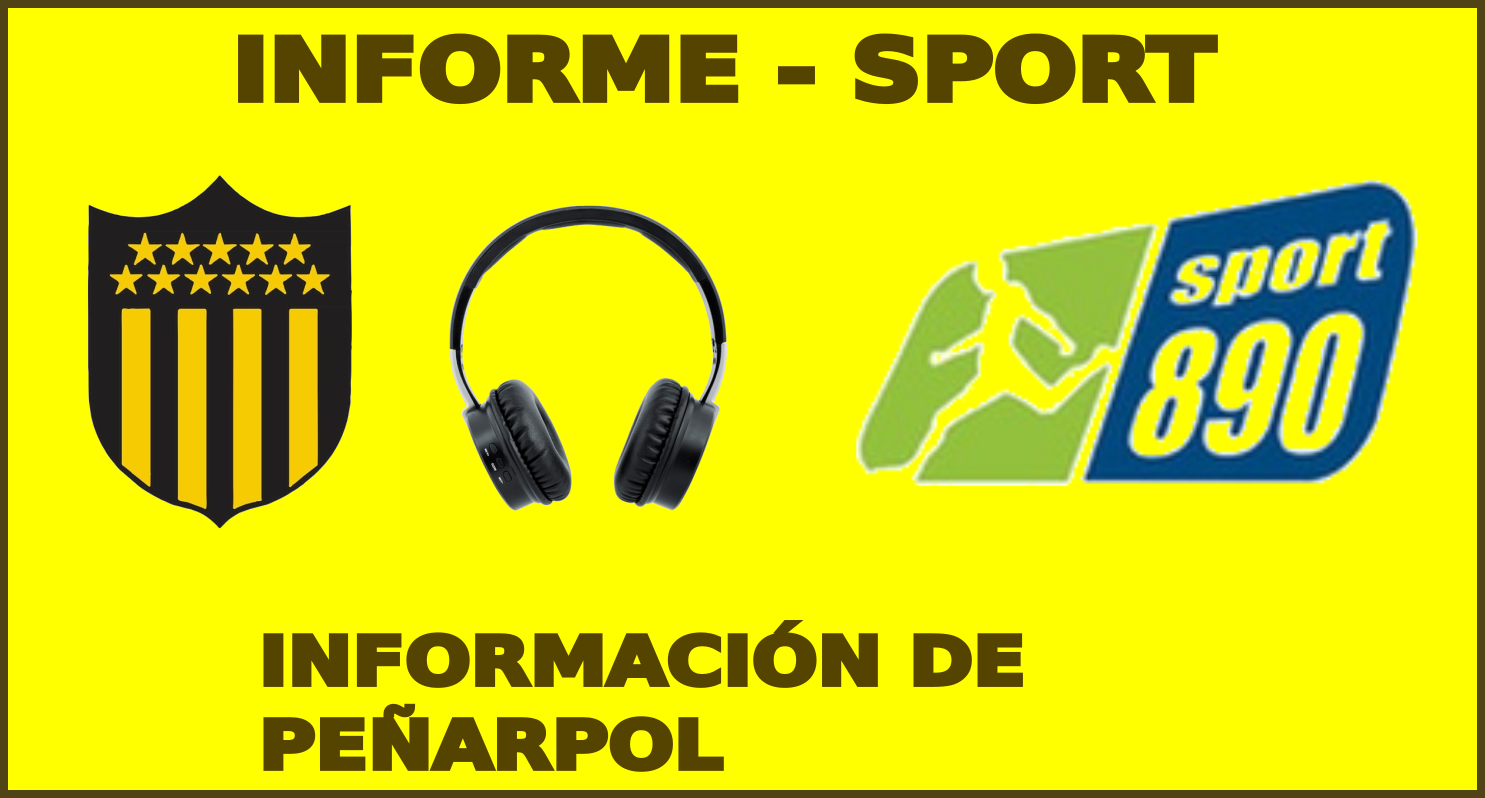 INFORME - SPORT
sport
890
INFORMACIÓN DE
PEÑARPOL